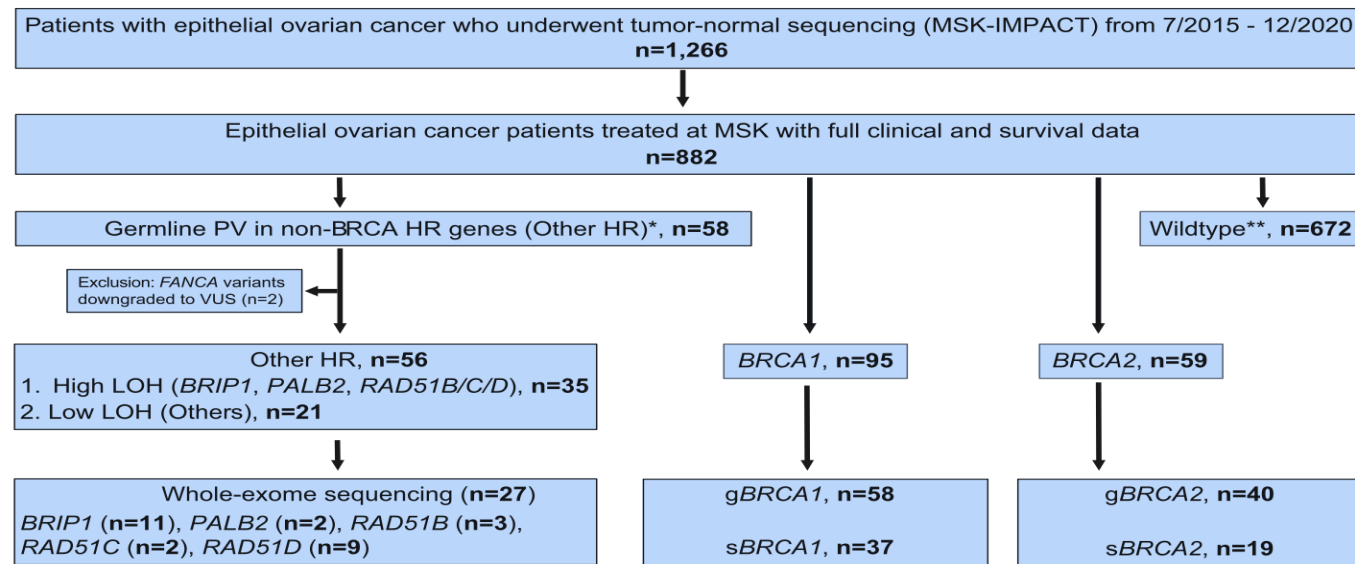 Patients with epithelial ovarian cancer who underwent tumor-normal sequencing (MSK-IMPACT) from 7/2015 - 12/2020
n=1,266
Epithelial ovarian cancer patients treated at MSK with full clinical and survival data
n=882
Germline PV in non-BRCA HR genes (Other HR)*, n=58
Wildtype**, n=672
Exclusion: FANCA variants
downgraded to VUS (n=2)
Other HR, n=56
1. High LOH (BRIP1, PALB2, RAD51B/C/D), n=35
2. Low LOH (Others), n=21
BRCA1, n=95
BRCA2, n=59
Whole-exome sequencing (n=27)
BRIP1 (n=11), PALB2 (n=2), RAD51B (n=3),
RAD51C (n=2), RAD51D (n=9)
gBRCA1, n=58
sBRCA1, n=37
gBRCA2, n=40
sBRCA2, n=19